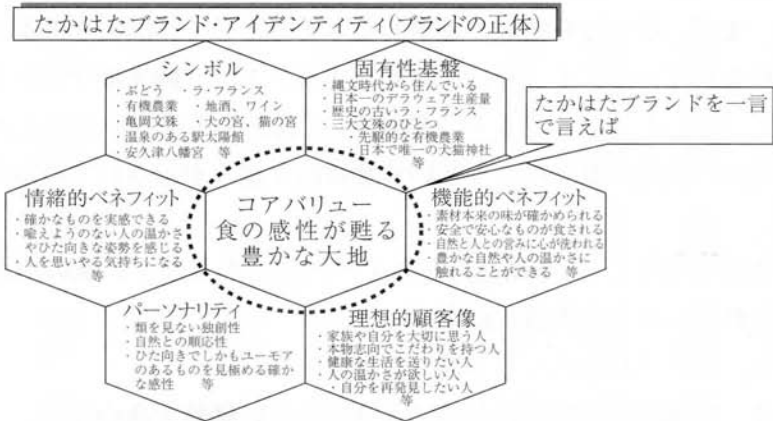 たかはたブランド・アイデンティティ(ブランドの正体)
シンボル
・ぶどう ・ラ・フランス
・有機農業 ・地酒、ワイン
・亀岡文殊 ・犬の宮、猫の宮
・温泉のある駅太陽館
・安久津八幡宮 等
固有性基盤
・縄文時代から住んでいる
・日本一のデラウェア生産量
・歴史の古いラ・フランス
・三大文殊のひとつ
・先駆的な有機農業
・日本で唯一の犬猫神社
等
たかはたブランドを一言
で言えば
情緒的ベネフィット
・確かなものを実感できる
・喩えようのない人の温かさ
やひた向きな姿勢を感じる
・人を思いやる気持ちになる
等
コアバリュー
食の感性が甦る
豊かな大地
機能的ベネフィット
・素材本来の味が確かめられる
・安全で安心なものが食される
・自然と人との営みに心が洗われる
・豊かな自然や人の温かさに
触れることができる 等
パーソナリティ
・類を見ない独創性
・自然との順応性
・ひた向きでしかもユーモア
のあるものを見極める確か
な感性 等
理想的顧客像
・家族や自分を大切に思う人
・本物志向でこだわりを持つ人
・健康な生活を送りたい人
・人の温かさが欲しい人
・自分を再発見したい人
等